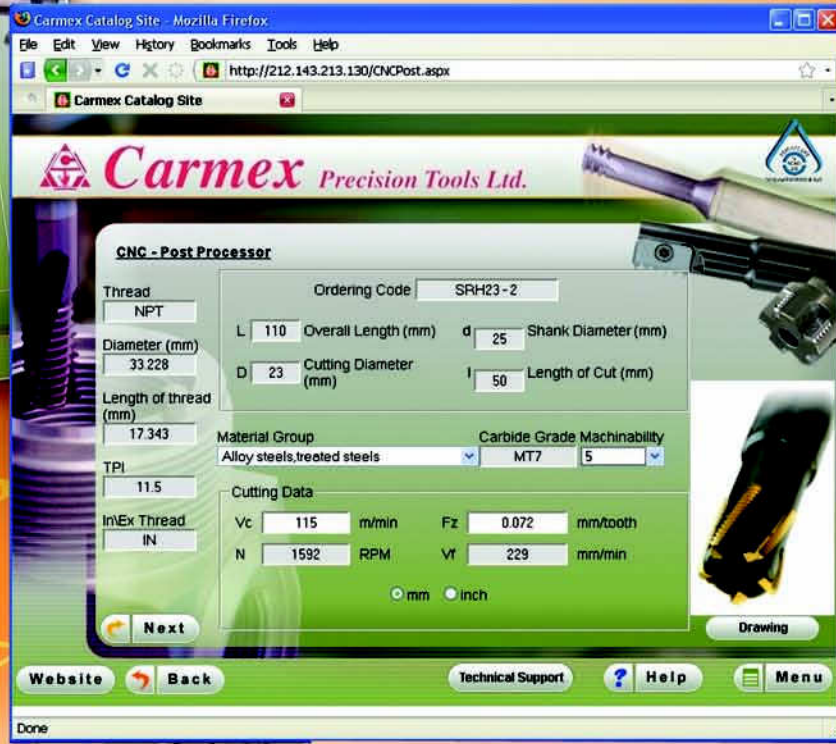 Carmex Catalog Site - Mozilla Firefox
File Edit View History Bookmarks Tools Help
http://212.143.213.130/CNCPost.aspx
Carmex Catalog Site
Carmex Precision Tools Ltd.
CNC - Post Processor
Thread
NPT
Diameter (mm)
33.228
Length of thread
(mm)
17.343
TPI
11.5
In\Ex Thread
IN
Ordering Code SRH23-2
L 110 Overall Length (mm) d 25 Shank Diameter (mm)
D 23 Cutting Diameter
(mm) l 50 Length of Cut (mm)
Material Group Carbide Grade Machinability
Alloy steels,treated steels MT7 5
Cutting Data
Vc 115 m/min Fz 0.072 mm/tooth
N 1592 RPM Vf 229 mm/min
mm inch
Next
Drawing
Website Back Technical Support ? Help Menu
Done